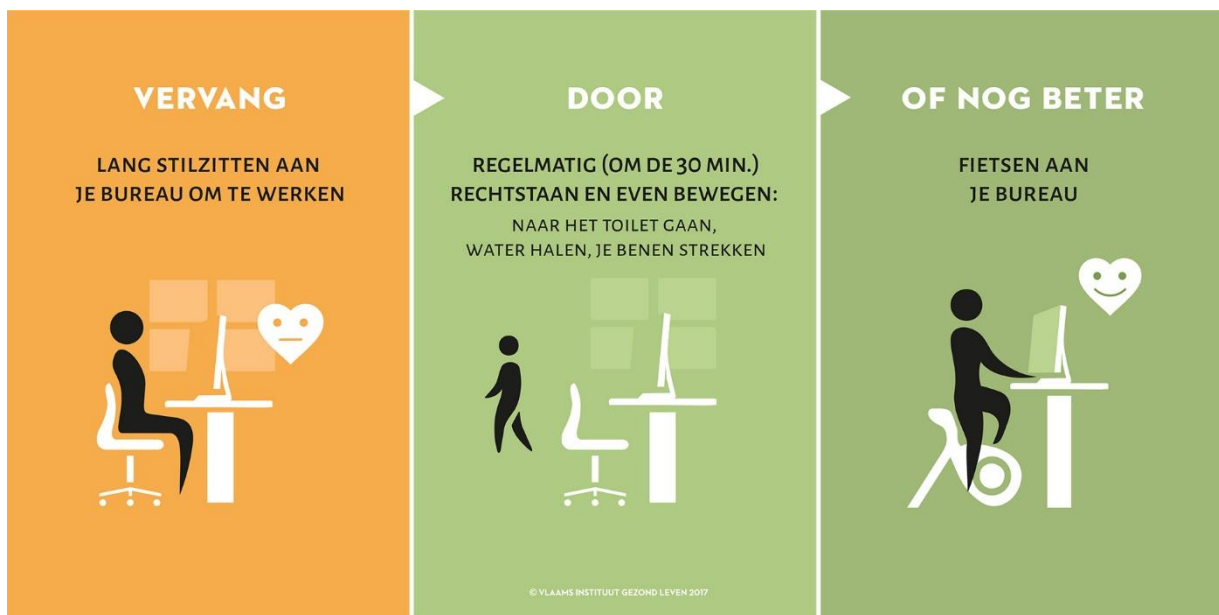 VERVANG
LANG STILZITTEN AAN
JE BUREAU OM TE WERKEN
DOOR
REGELMATIG (OM DE 30 MIN.)
RECHTSTAAN EN EVEN BEWEGEN:
NAAR HET TOILET GAAN,
WATER HALEN, JE BENEN STREKKEN
© VLAAMS INSTITUUT GEZOND LEVEN 2017
OF NOG BETER
FIETSEN AAN
JE BUREAU